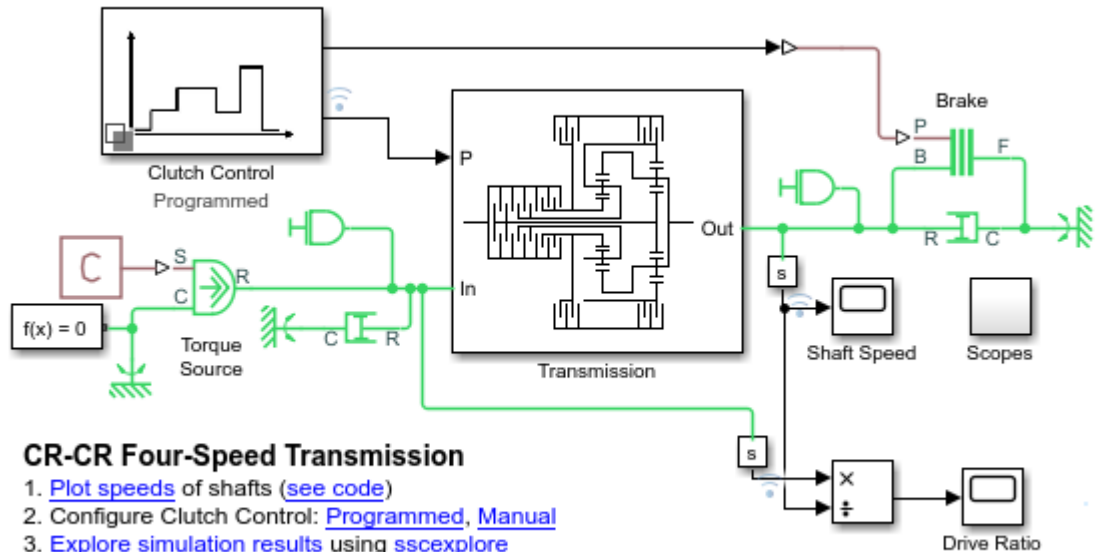 Clutch Control
Programmed
P
In
Out
Transmission
Brake
P
B
F
R
C
C
S
C
R
f(x) = 0
Torque
Source
C
R
s
Shaft Speed
Scopes
s
×
÷
Drive Ratio
CR-CR Four-Speed Transmission
1. Plot speeds of shafts (see code)
2. Configure Clutch Control: Programmed, Manual
3. Explore simulation results using sscexplore